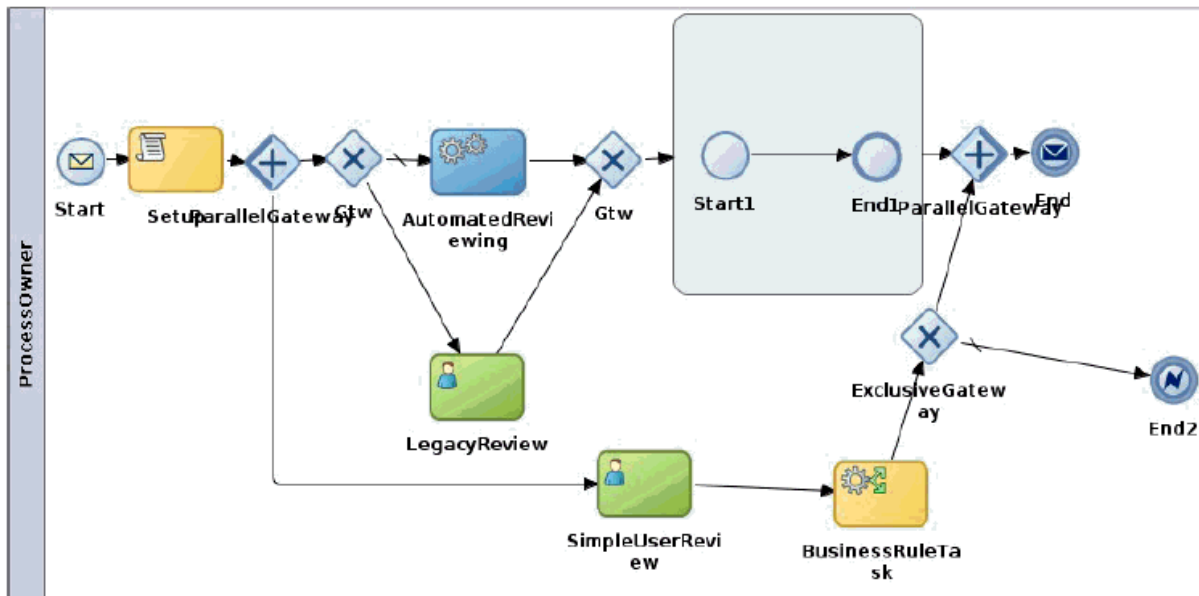 ProcessOwner
Start
Setup
ParallelGateway
Gtw
AutomatedRevi
ewing
Gtw
Start1
End1
ParallelGateway
End
LegacyReview
ExclusiveGatew
ay
End2
SimpleUserRevi
ew
BusinessRuleTa
sk